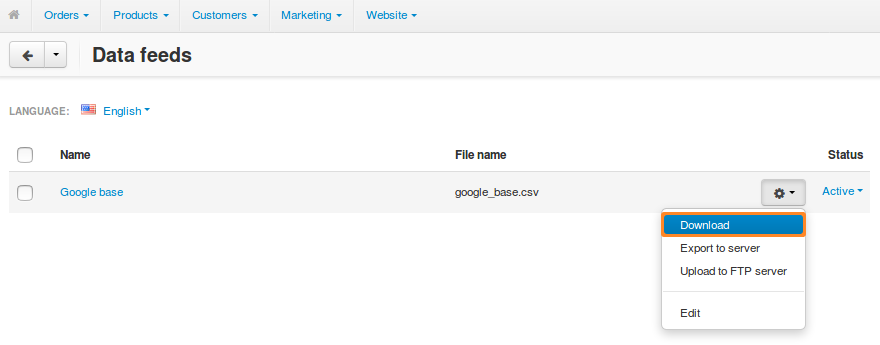 Orders Products Customers Marketing Website
Data feeds
LANGUAGE: English
Name File name Status
Google base google_base.csv Active
Download
Export to server
Upload to FTP server
Edit